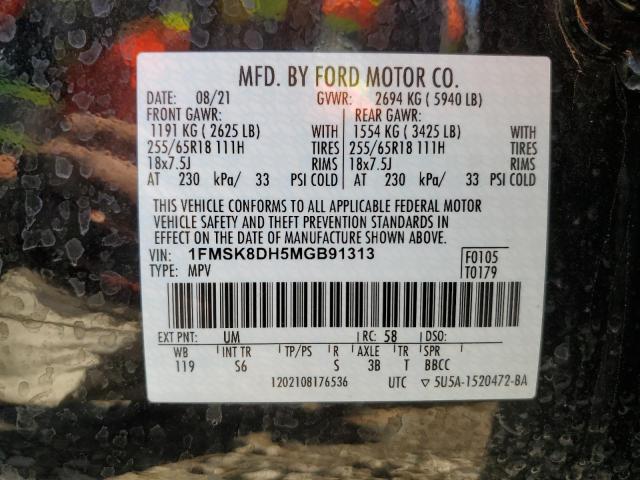 MFD. BY FORD MOTOR CO.
DATE: 08/21 GVWR: 2694 KG ( 5940 LB)
FRONT GAWR: REAR GAWR:
1191 KG ( 2625 LB) WITH 1554 KG ( 3425 LB) WITH
255/65R18 111H TIRES 255/65R18 111H TIRES
18x7.5J RIMS 18x7.5J RIMS
AT 230 kPa/ 33 PSI COLD AT 230 kPa/ 33 PSI COLD
THIS VEHICLE CONFORMS TO ALL APPLICABLE FEDERAL MOTOR
VEHICLE SAFETY AND THEFT PREVENTION STANDARDS IN
EFFECT ON THE DATE OF MANUFACTURE SHOWN ABOVE.
VIN: 1FMSK8DH5MGB91313 F0105
TYPE: MPV T0179
EXT PNT: UM RC: 58 DSO:
WB INT TR TP/PS R AXLE TR SPR
119 S6 S 3B T BBCC
1202108176536 UTC ▽ 5U5A-1520472-BA